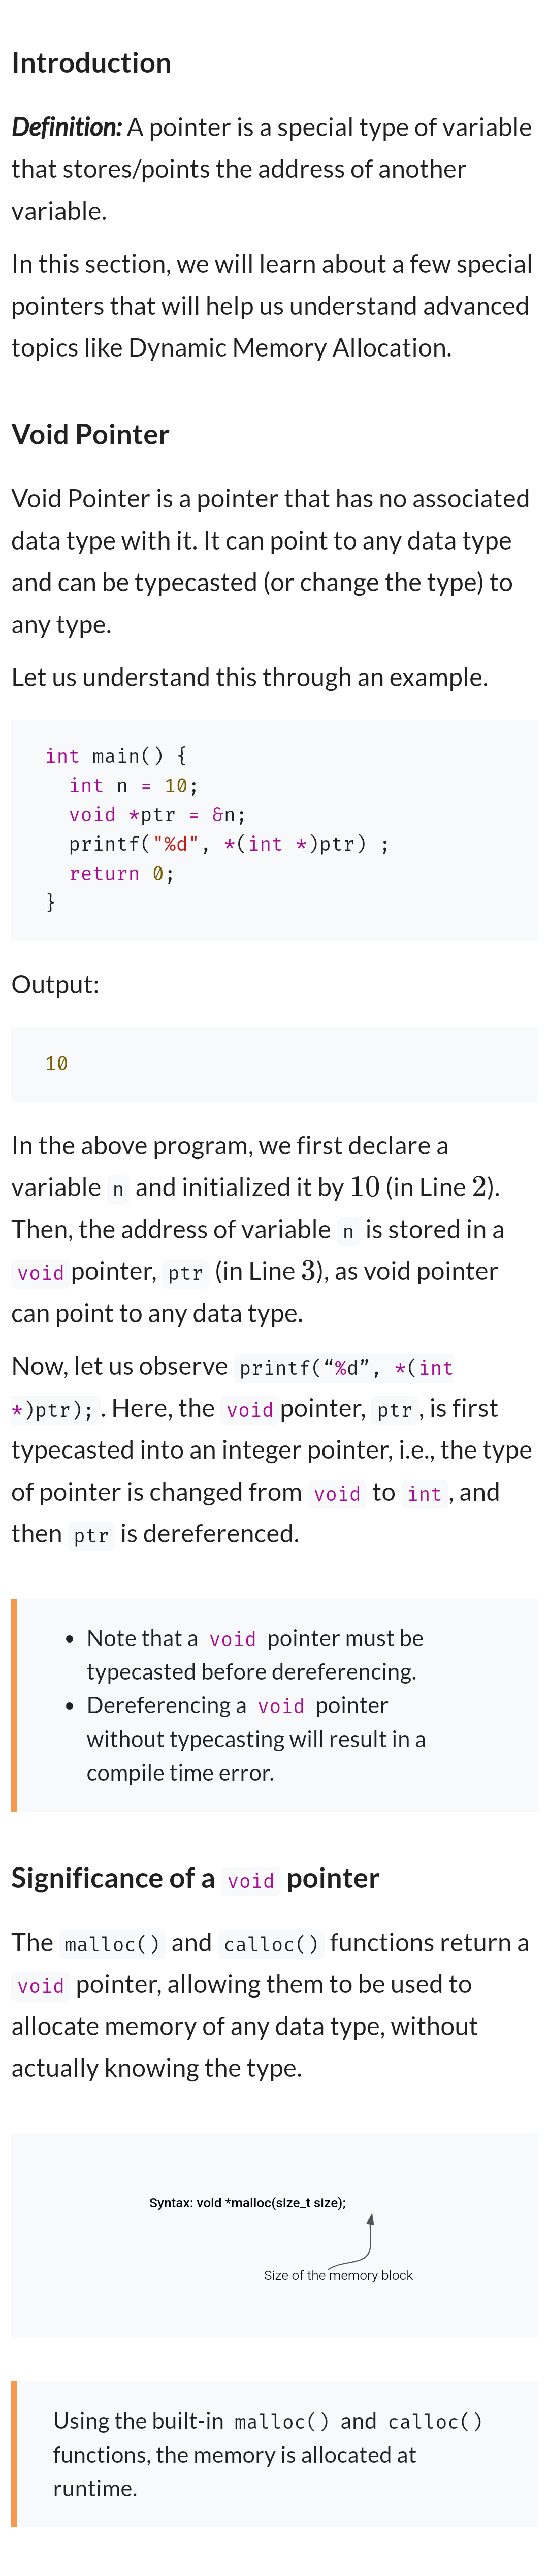 Introduction
Definition: A pointer is a special type of variable
that stores/points the address of another
variable.
In this section, we will learn about a few special
pointers that will help us understand advanced
topics like Dynamic Memory Allocation.
Void Pointer
Void Pointer is a pointer that has no associated
data type with it. It can point to any data type
and can be typecasted (or change the type) to
any type.
Let us understand this through an example.
int main() {
  int n = 10;
  void *ptr = &n;
  printf("%d", *(int *)ptr) ;
  return 0;
}
Output:
10
In the above program, we first declare a
variable n and initialized it by 10 (in Line 2).
Then, the address of variable n is stored in a
void pointer, ptr (in Line 3), as void pointer
can point to any data type.
Now, let us observe printf(“%d”, *(int
*)ptr); . Here, the void pointer, ptr , is first
typecasted into an integer pointer, i.e., the type
of pointer is changed from void to int , and
then ptr is dereferenced.
• Note that a void pointer must be
typecasted before dereferencing.
• Dereferencing a void pointer
without typecasting will result in a
compile time error.
Significance of a void pointer
The malloc() and calloc() functions return a
void pointer, allowing them to be used to
allocate memory of any data type, without
actually knowing the type.
Syntax: void *malloc(size_t size);
Size of the memory block
Using the built-in malloc() and calloc()
functions, the memory is allocated at
runtime.